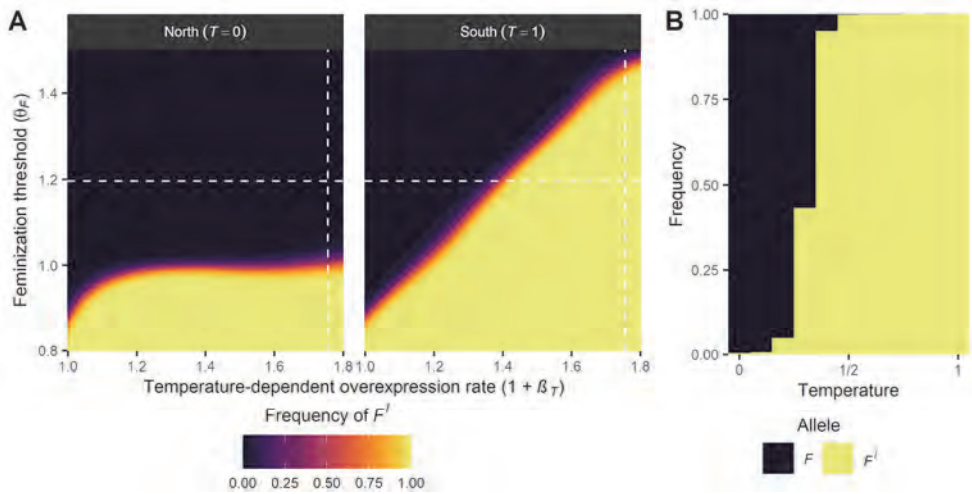 A
North (T = 0)
South (T = 1)
Feminization threshold (θF)
1.4
1.2
1.0
0.8
1.0
1.2
1.4
1.6
1.8
1.0
1.2
1.4
1.6
1.8
Temperature-dependent overexpression rate (1 + ßT)
Frequency of Fᴵ
0.00 0.25 0.50 0.75 1.00
B
Frequency
1.00
0.75
0.50
0.25
0.00
0
1/2
1
Temperature
Allele
F
Fᴵ